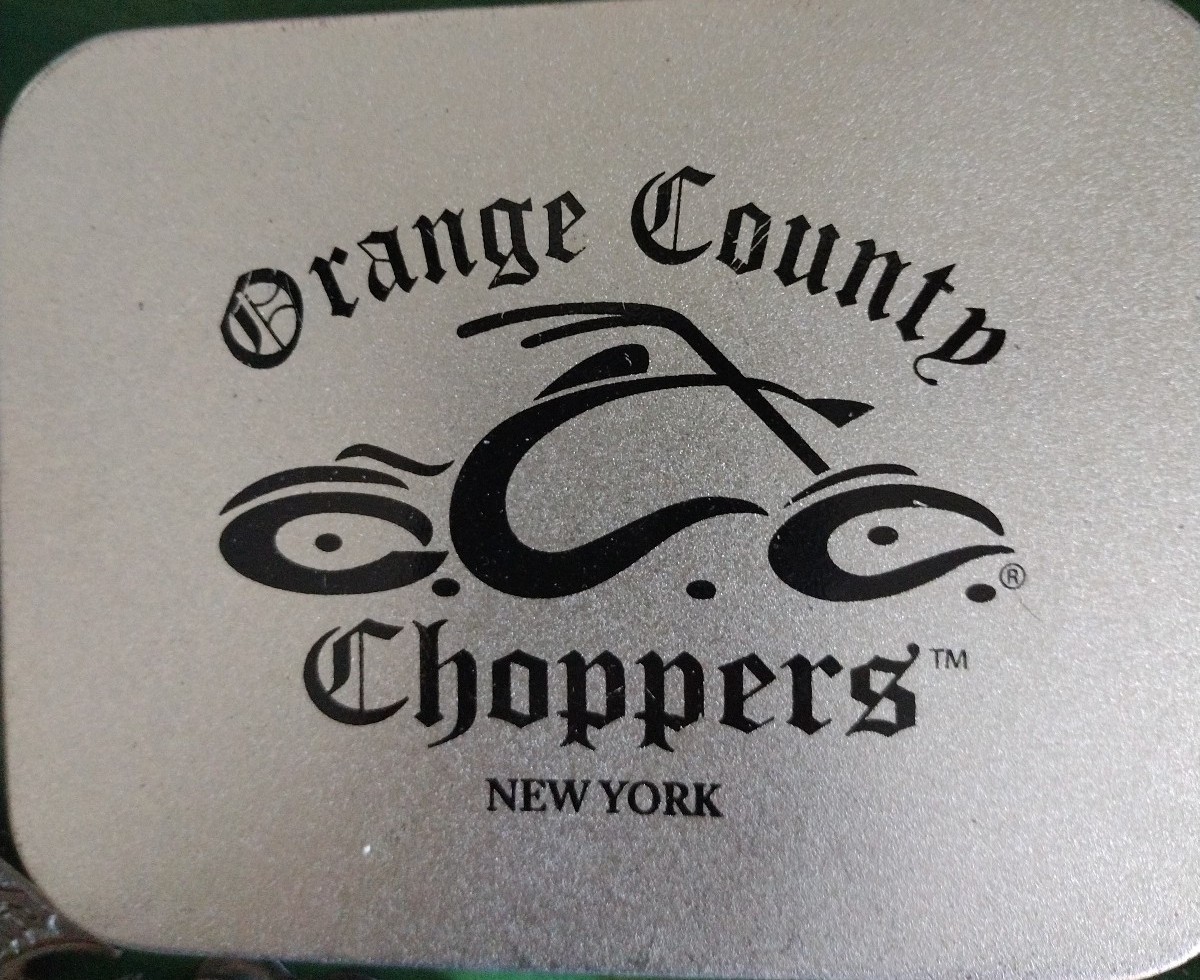 Orange County
O.C.C.®
Choppers™
NEW YORK